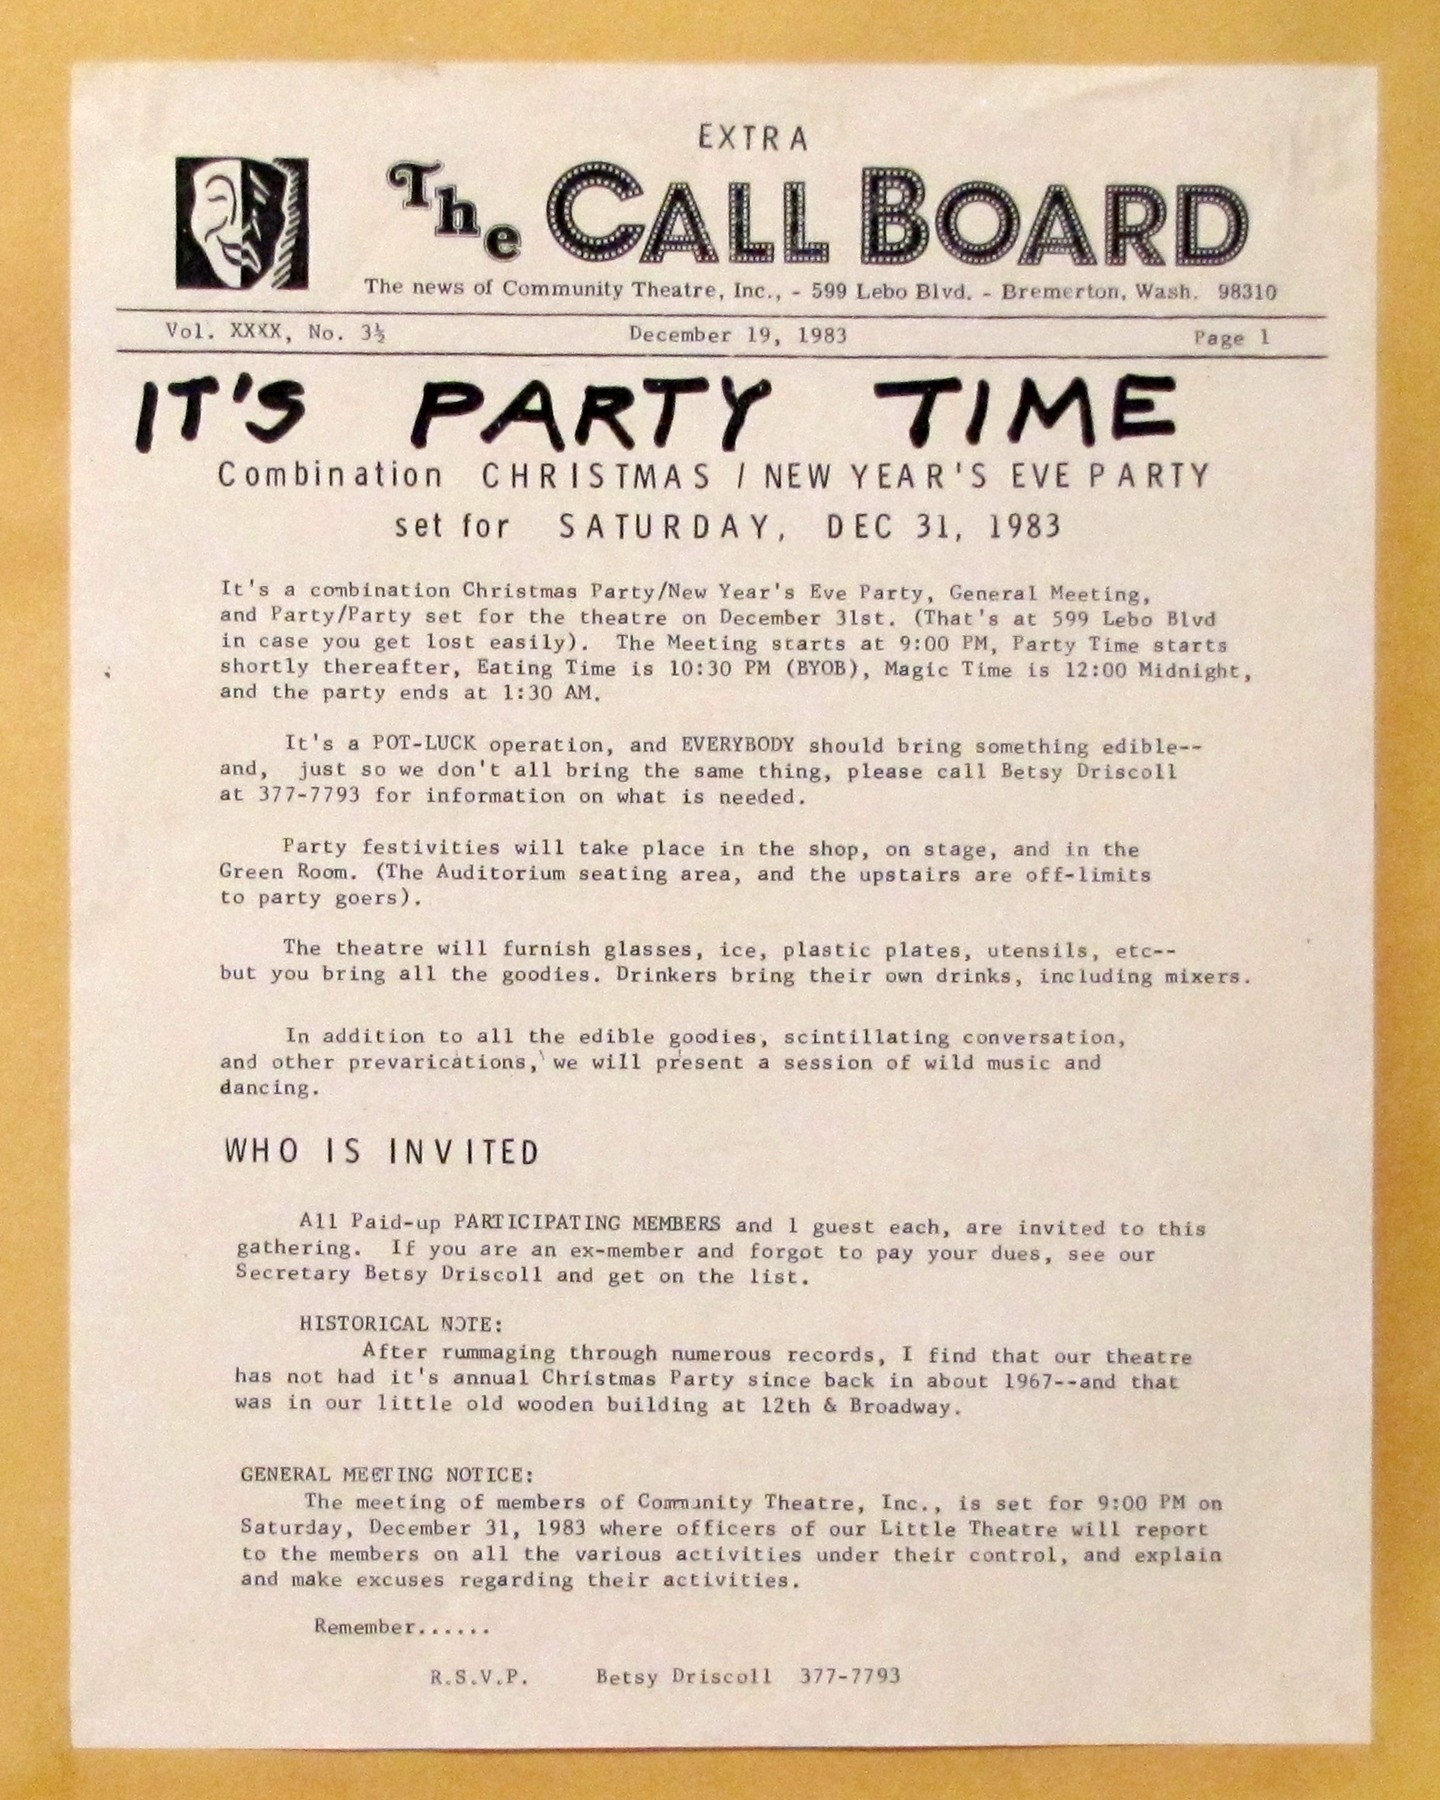 EXTRA
The CALL BOARD
The news of Community Theatre, Inc., - 599 Lebo Blvd. - Bremerton, Wash. 98310
Vol. XXXX, No. 3½ December 19, 1983 Page 1
IT'S PARTY TIME
Combination CHRISTMAS / NEW YEAR'S EVE PARTY
set for SATURDAY, DEC 31, 1983
It's a combination Christmas Party/New Year's Eve Party, General Meeting,
and Party/Party set for the theatre on December 31st. (That's at 599 Lebo Blvd
in case you get lost easily). The Meeting starts at 9:00 PM, Party Time starts
shortly thereafter, Eating Time is 10:30 PM (BYOB), Magic Time is 12:00 Midnight,
and the party ends at 1:30 AM.
It's a POT-LUCK operation, and EVERYBODY should bring something edible--
and, just so we don't all bring the same thing, please call Betsy Driscoll
at 377-7793 for information on what is needed.
Party festivities will take place in the shop, on stage, and in the
Green Room. (The Auditorium seating area, and the upstairs are off-limits
to party goers).
The theatre will furnish glasses, ice, plastic plates, utensils, etc--
but you bring all the goodies. Drinkers bring their own drinks, including mixers.
In addition to all the edible goodies, scintillating conversation,
and other prevarications, we will present a session of wild music and
dancing.
WHO IS INVITED
All Paid-up PARTICIPATING MEMBERS and 1 guest each, are invited to this
gathering. If you are an ex-member and forgot to pay your dues, see our
Secretary Betsy Driscoll and get on the list.
HISTORICAL NOTE:
After rummaging through numerous records, I find that our theatre
has not had it's annual Christmas Party since back in about 1967--and that
was in our little old wooden building at 12th & Broadway.
GENERAL MEETING NOTICE:
The meeting of members of Community Theatre, Inc., is set for 9:00 PM on
Saturday, December 31, 1983 where officers of our Little Theatre will report
to the members on all the various activities under their control, and explain
and make excuses regarding their activities.
Remember......
R.S.V.P. Betsy Driscoll 377-7793